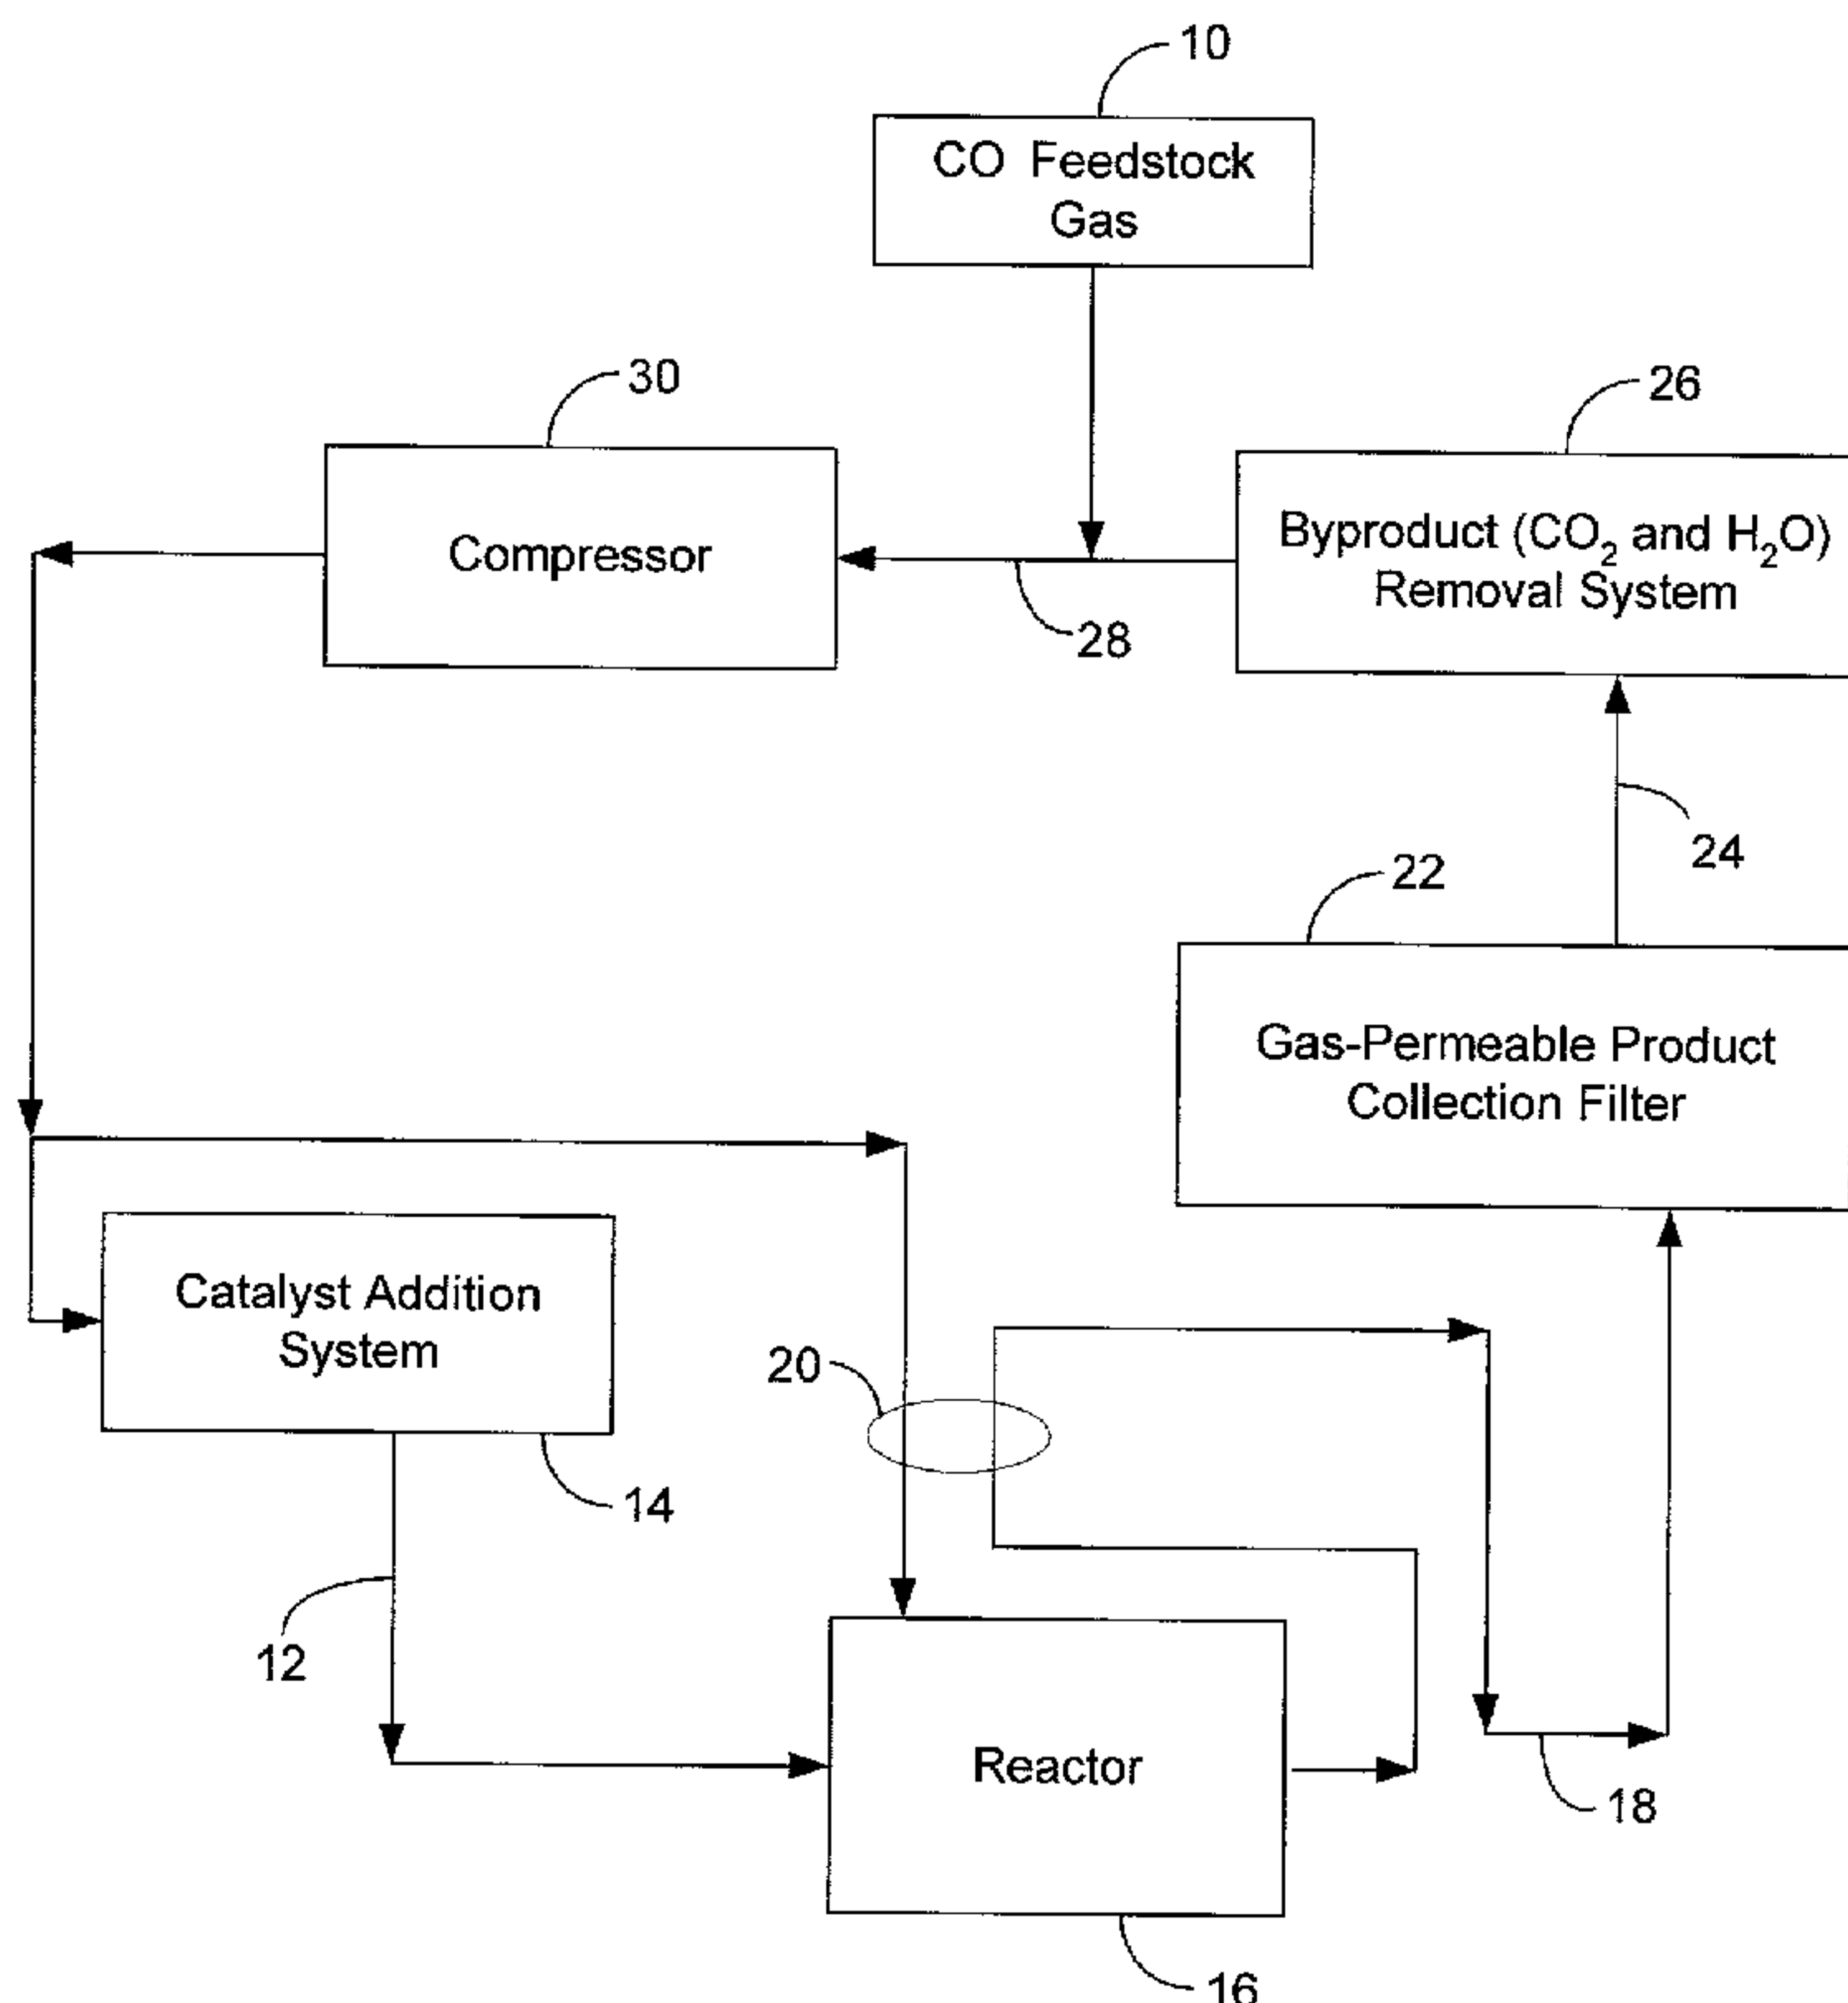 10
CO Feedstock
Gas
30
26
Compressor
Byproduct (CO₂ and H₂O)
Removal System
28
24
22
Gas-Permeable Product
Collection Filter
Catalyst Addition
System
20
14
12
Reactor
18
16